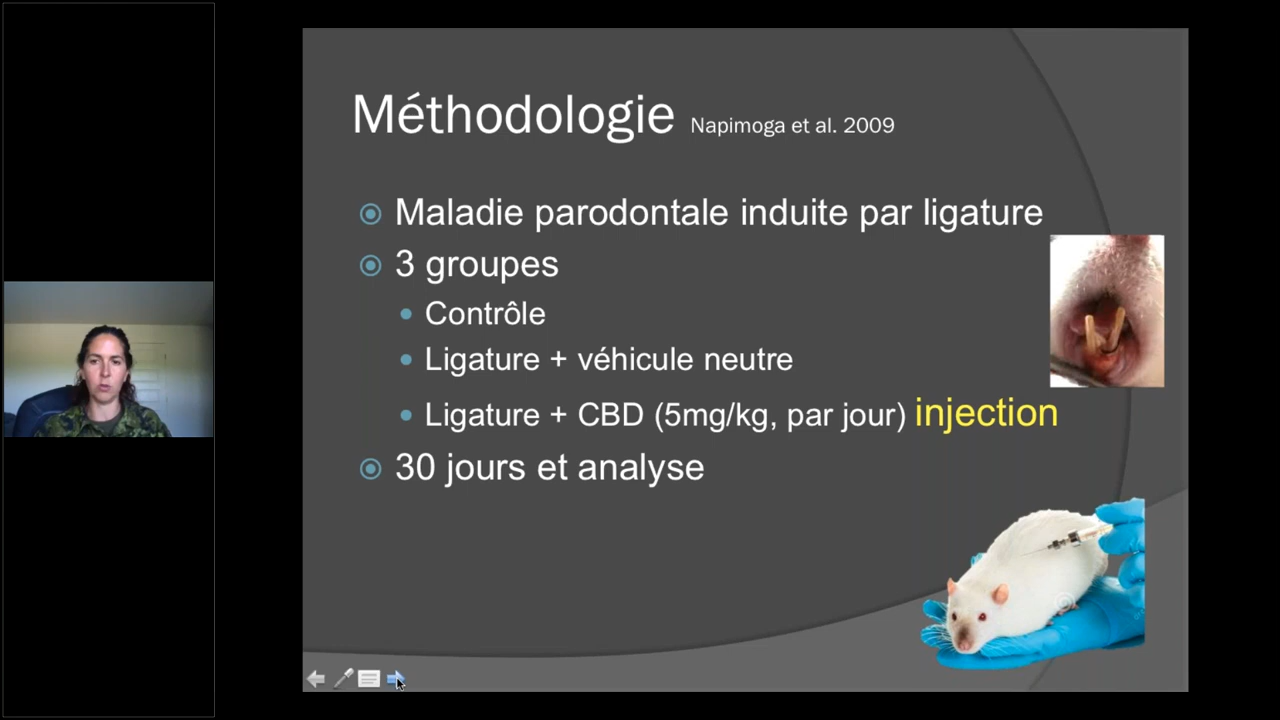 Méthodologie Napimoga et al. 2009
Maladie parodontale induite par ligature
3 groupes
Contrôle
Ligature + véhicule neutre
Ligature + CBD (5mg/kg, par jour) injection
30 jours et analyse